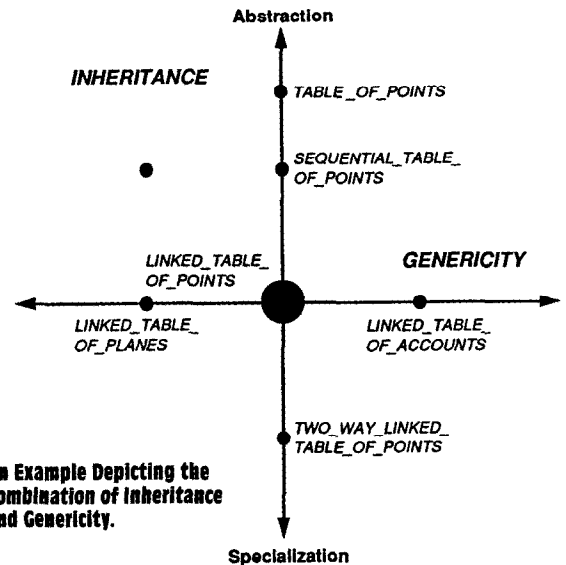 Abstraction
INHERITANCE
TABLE_OF_POINTS
SEQUENTIAL_TABLE_
OF_POINTS
LINKED_TABLE_
OF_POINTS
GENERICITY
LINKED_TABLE_
OF_PLANES
LINKED_TABLE_
OF_ACCOUNTS
TWO_WAY_LINKED_
TABLE_OF_POINTS
n Example Depicting the
ombination of Inheritance
nd Genericity.
Specialization